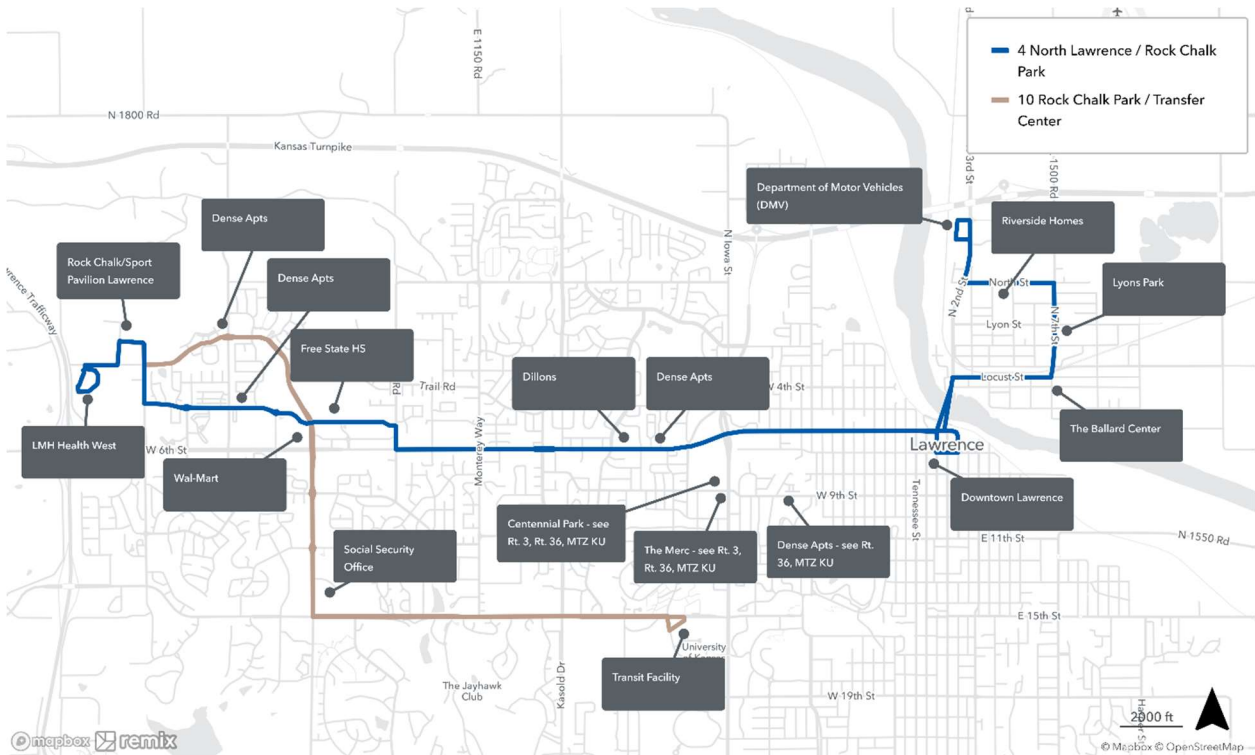 4 North Lawrence / Rock Chalk
Park
10 Rock Chalk Park / Transfer
Center
E 1150 Rd
N 1800 Rd
Kansas Turnpike
3rd St
1500 Rd
Department of Motor Vehicles
(DMV)
Riverside Homes
Lyons Park
Dense Apts
Rock Chalk/Sport
Pavilion Lawrence
Dense Apts
Free State HS
N Iowa St
N 2nd St
North St
Lyon St
N 7th St
Locust St
rence Trafficway
Rd
Trail Rd
Dillons
Dense Apts
W 4th St
The Ballard Center
LMH Health West
W 6th St
Wal-Mart
Monterey Way
Lawrence
Downtown Lawrence
Centennial Park - see
Rt. 3, Rt. 36, MTZ KU
The Merc - see Rt. 3,
Rt. 36, MTZ KU
Dense Apts - see Rt.
36, MTZ KU
W 9th St
Tennessee St
E 11th St
N 1550 Rd
Social Security
Office
E 15th St
University
Transit Facility
Kasold Dr
The Jayhawk
Club
W 19th St
2000 ft
mapbox remix
© Mapbox © OpenStreetMap